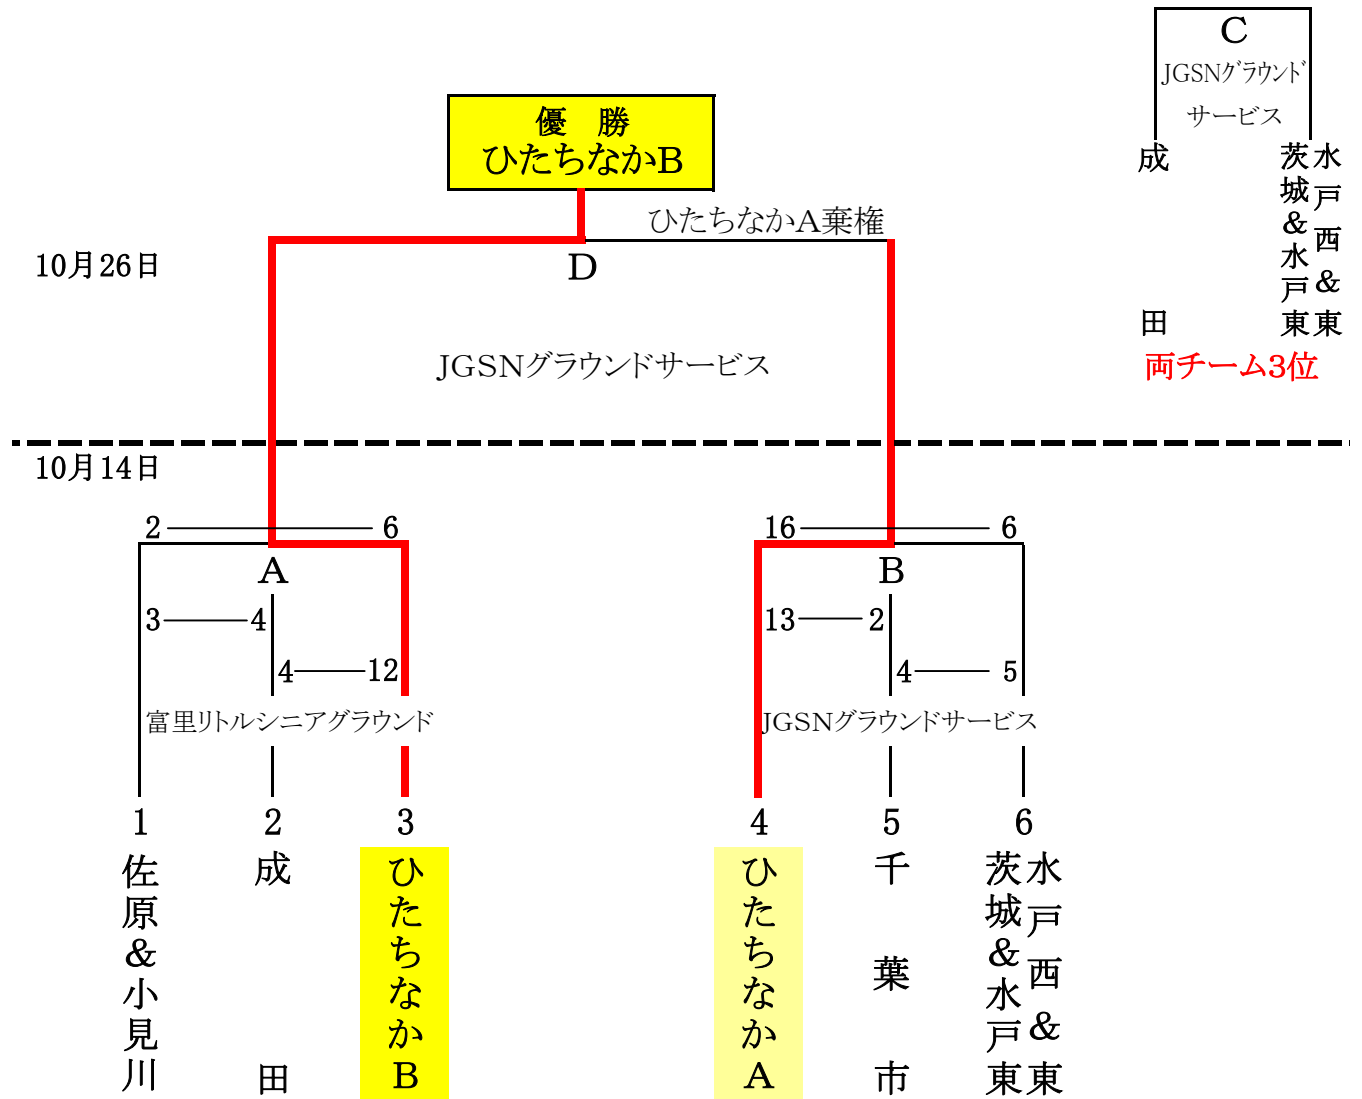 C
JGSNグラウンド
サービス
成田
水戸西&東
茨城&水戸東
両チーム3位
優 勝
ひたちなかB
ひたちなかA棄権
10月26日
D
JGSNグラウンドサービス
10月14日
2 6
16 6
A
B
3 4
13 2
4 12
4 5
富里リトルシニアグラウンド
JGSNグラウンドサービス
1
2
3
4
5
6
佐原&小見川
成田
ひたちなかB
ひたちなかA
千葉市
水戸西&東
茨城&水戸東